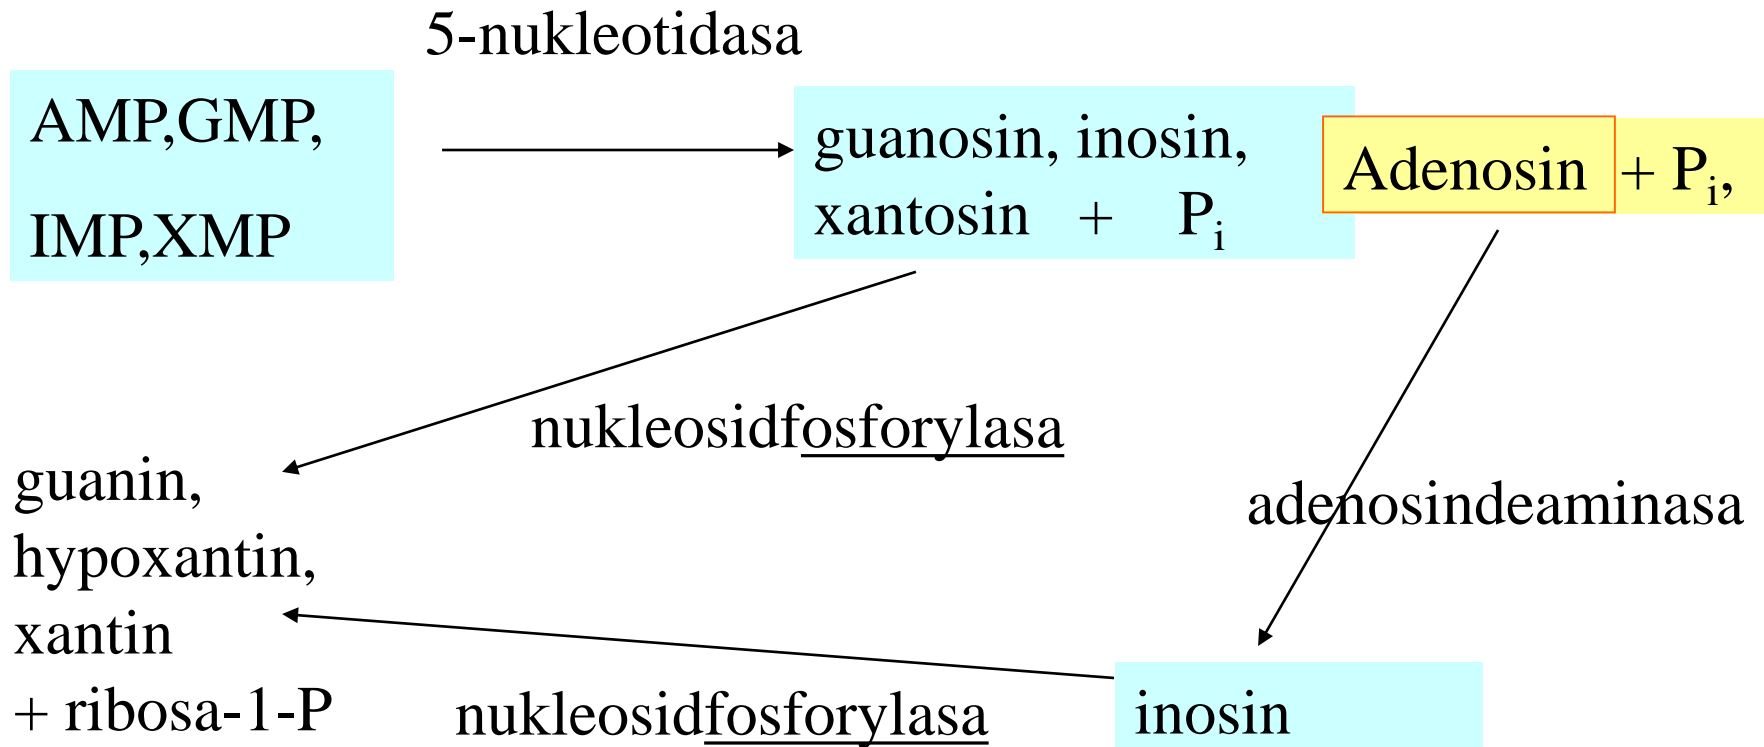 5-nukleotidasa
AMP,GMP,
IMP,XMP
guanosin, inosin,
xantosin + Pi
Adenosin + Pi,
nukleosidfosforylasa
adenosindeaminasa
guanin,
hypoxantin,
xantin
+ ribosa-1-P
nukleosidfosforylasa
inosin